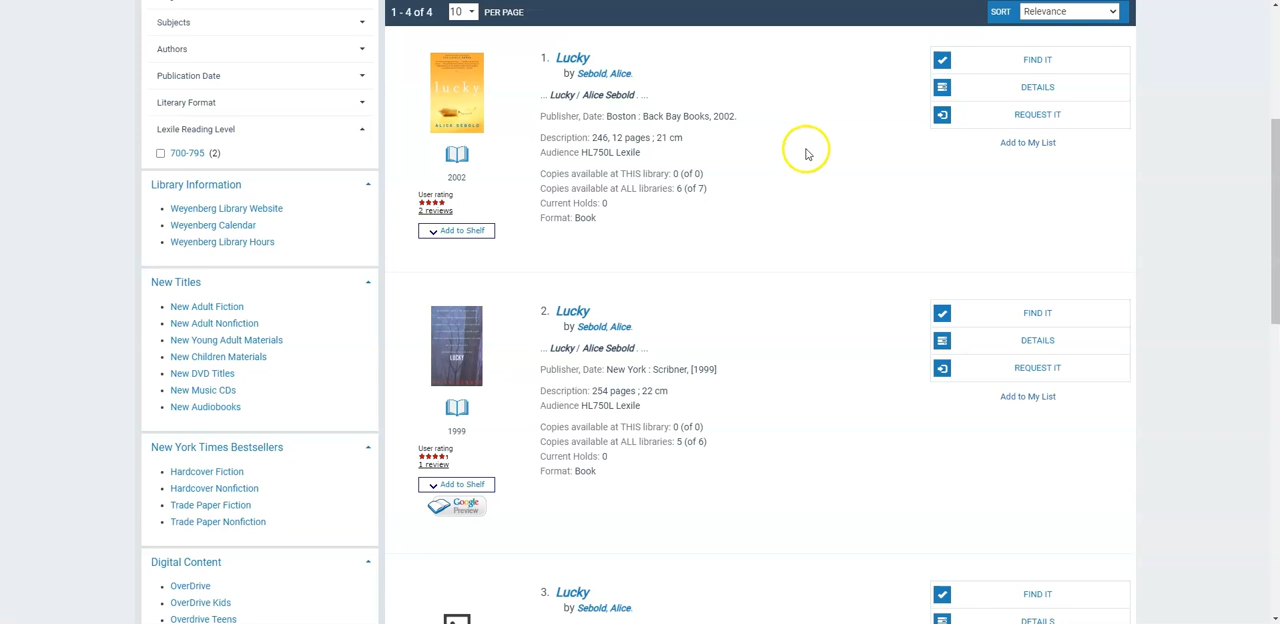 Subjects
Authors
Publication Date
Literary Format
Lexile Reading Level
700-795 (2)
Library Information
Weyenberg Library Website
Weyenberg Calendar
Weyenberg Library Hours
New Titles
New Adult Fiction
New Adult Nonfiction
New Young Adult Materials
New Children Materials
New DVD Titles
New Music CDs
New Audiobooks
New York Times Bestsellers
Hardcover Fiction
Hardcover Nonfiction
Trade Paper Fiction
Trade Paper Nonfiction
Digital Content
OverDrive
OverDrive Kids
Overdrive Teens
1 - 4 of 4 10 PER PAGE
SORT Relevance
lucky
ALICE SEBOLD
2002
User rating
2 reviews
Add to Shelf
1. Lucky
by Sebold, Alice.
... Lucky / Alice Sebold . ...
Publisher, Date: Boston : Back Bay Books, 2002.
Description: 246, 12 pages ; 21 cm
Audience HL750L Lexile
Copies available at THIS library: 0 (of 0)
Copies available at ALL libraries: 6 (of 7)
Current Holds: 0
Format: Book
FIND IT
DETAILS
REQUEST IT
Add to My List
LUCKY
1999
User rating
1 review
Add to Shelf
Google
Preview
2. Lucky
by Sebold, Alice.
... Lucky / Alice Sebold . ...
Publisher, Date: New York : Scribner, [1999]
Description: 254 pages ; 22 cm
Audience HL750L Lexile
Copies available at THIS library: 0 (of 0)
Copies available at ALL libraries: 5 (of 6)
Current Holds: 0
Format: Book
FIND IT
DETAILS
REQUEST IT
Add to My List
3. Lucky
by Sebold, Alice.
FIND IT
DETAILS